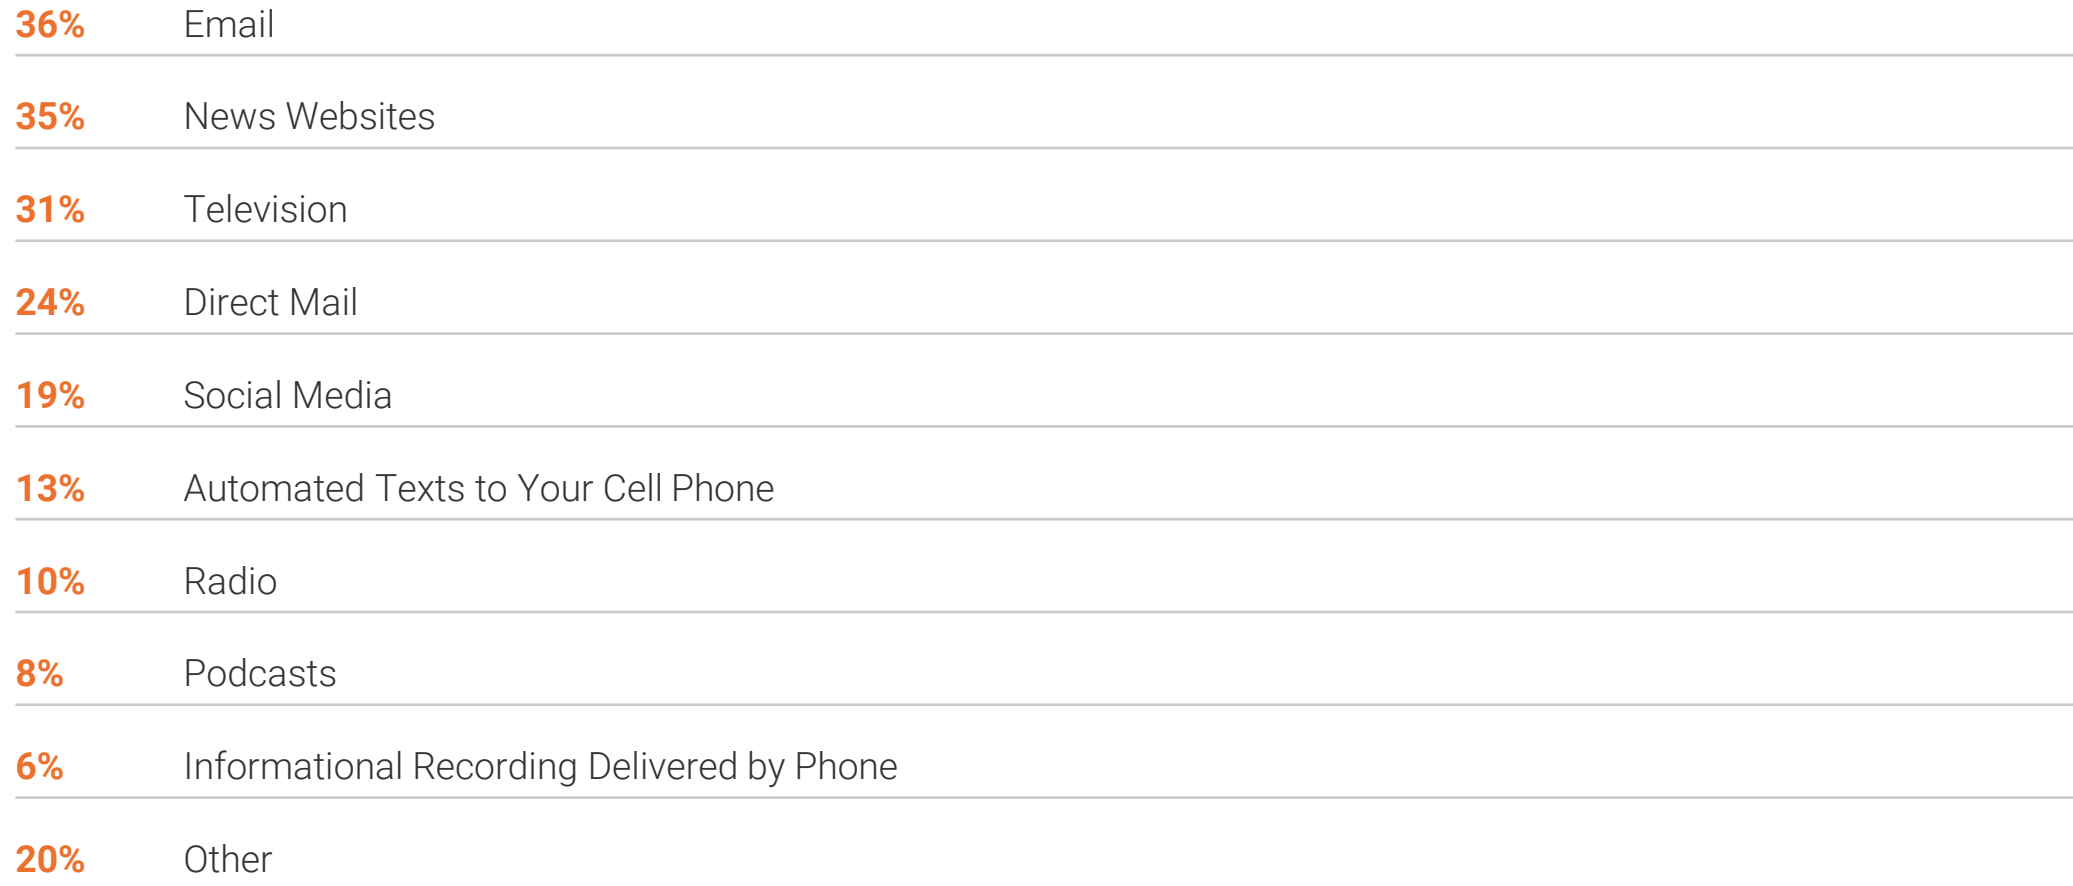 36% Email
35% News Websites
31% Television
24% Direct Mail
19% Social Media
13% Automated Texts to Your Cell Phone
10% Radio
8% Podcasts
6% Informational Recording Delivered by Phone
20% Other